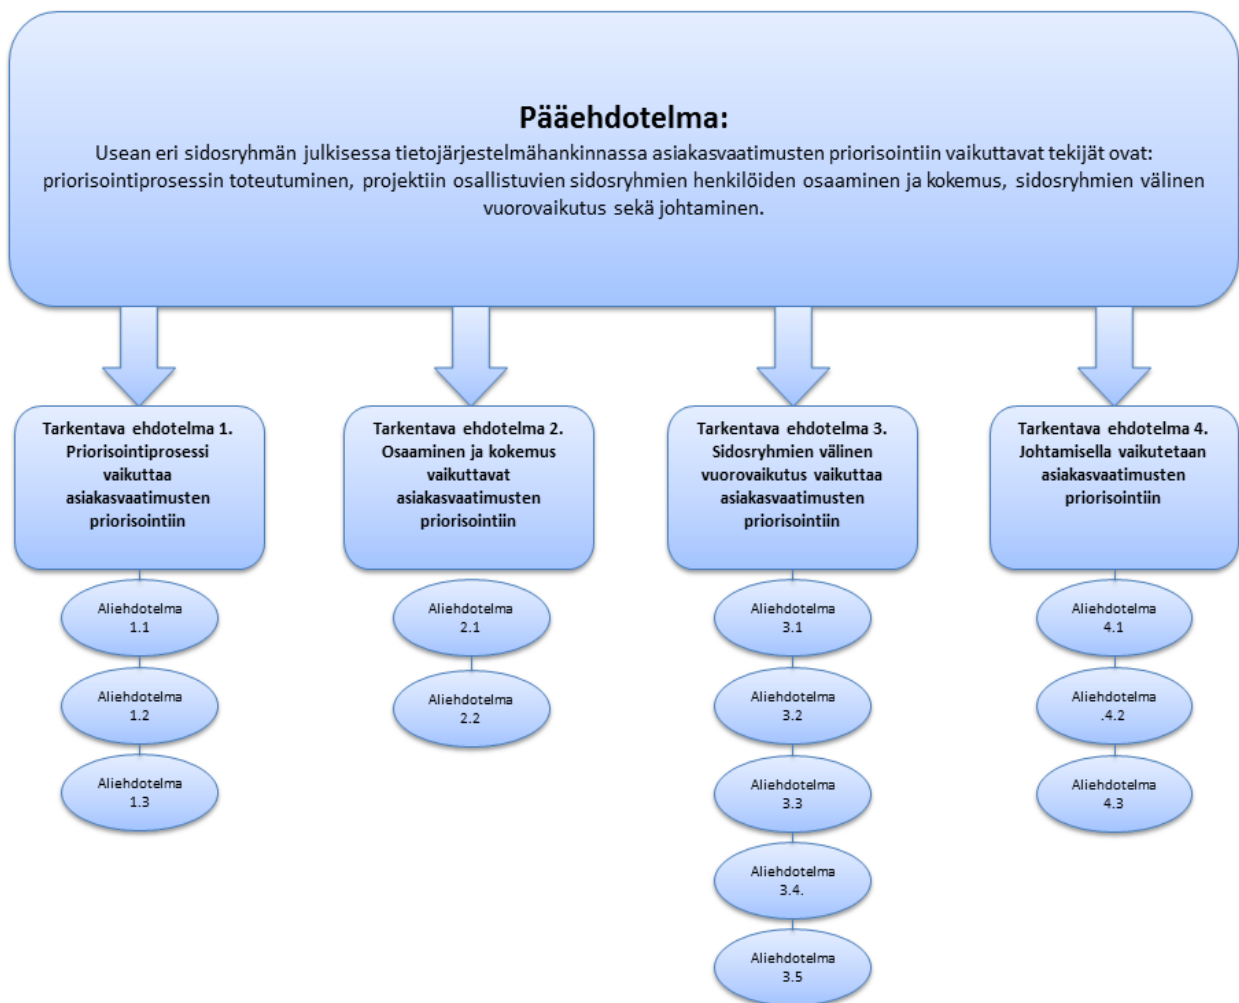 Pääehdotelma:
Usean eri sidosryhmän julkisessa tietojärjestelmähankinnassa asiakasvaatimusten priorisointiin vaikuttavat tekijät ovat:
priorisointiprosessin toteutuminen, projektiin osallistuvien sidosryhmien henkilöiden osaaminen ja kokemus, sidosryhmien välinen
vuorovaikutus sekä johtaminen.
Tarkentava ehdotelma 1.
Priorisointiprosessi
vaikuttaa
asiakasvaatimusten
priorisointiin
Aliehdotelma
1.1
Aliehdotelma
1.2
Aliehdotelma
1.3
Tarkentava ehdotelma 2.
Osaaminen ja kokemus
vaikuttavat
asiakasvaatimusten
priorisointiin
Aliehdotelma
2.1
Aliehdotelma
2.2
Tarkentava ehdotelma 3.
Sidosryhmien välinen
vuorovaikutus vaikuttaa
asiakasvaatimusten
priorisointiin
Aliehdotelma
3.1
Aliehdotelma
3.2
Aliehdotelma
3.3
Aliehdotelma
3.4.
Aliehdotelma
3.5
Tarkentava ehdotelma 4.
Johtamisella vaikutetaan
asiakasvaatimusten
priorisointiin
Aliehdotelma
4.1
Aliehdotelma
.4.2
Aliehdotelma
4.3